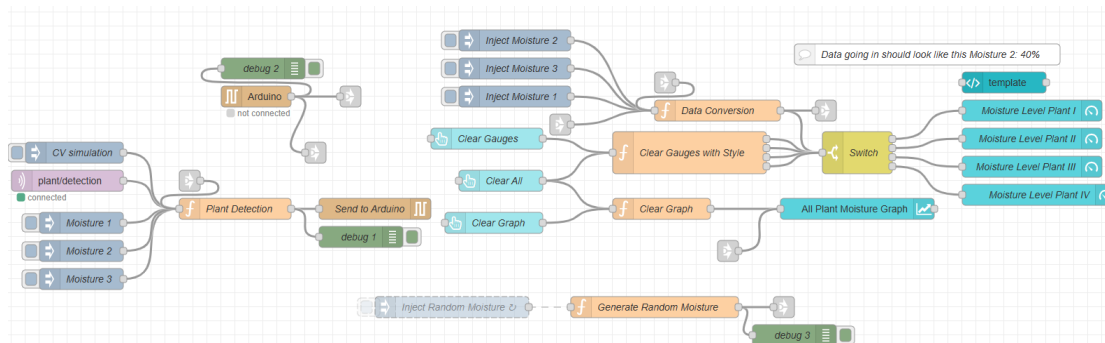 Inject Moisture 2
Data going in should look like this Moisture 2: 40%
debug 2
Inject Moisture 3
template
Arduino
Inject Moisture 1
Data Conversion
Moisture Level Plant I
not connected
Clear Gauges
Moisture Level Plant II
CV simulation
Clear Gauges with Style
Switch
Moisture Level Plant III
plant/detection
Clear All
connected
Moisture Level Plant IV
Plant Detection
Send to Arduino
Clear Graph
All Plant Moisture Graph
Moisture 1
Clear Graph
debug 1
Moisture 2
Moisture 3
Inject Random Moisture ↻
Generate Random Moisture
debug 3